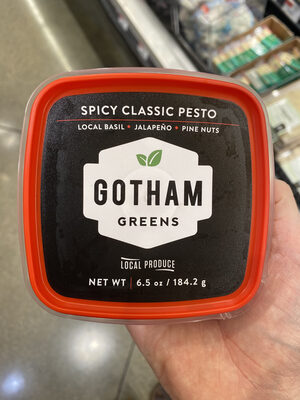 SPICY CLASSIC PESTO
LOCAL BASIL • JALAPEÑO • PINE NUTS
GOTHAM
GREENS
LOCAL PRODUCE
NET WT | 6.5 oz / 184.2 g